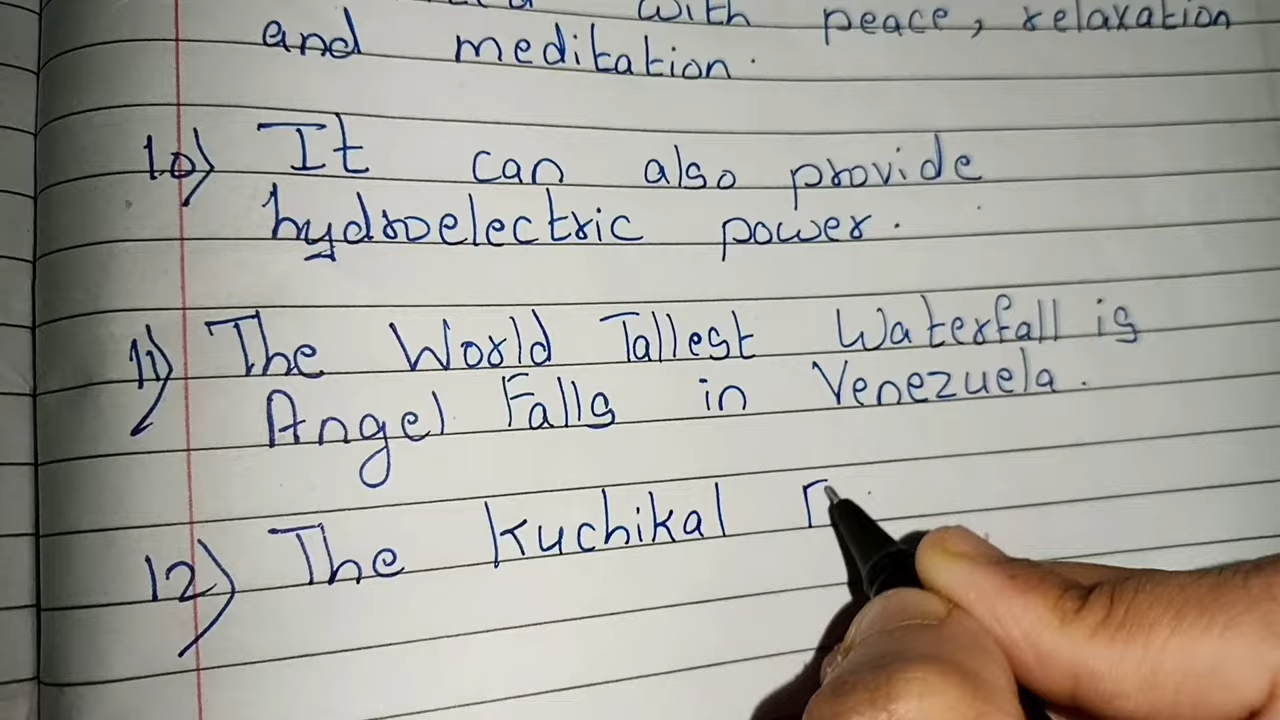 with peace, relaxation
and meditation.
10) It can also provide
hydroelectric power.
11) The World Tallest Waterfall is
Angel Falls in Venezuela.
12) The Kuchikal